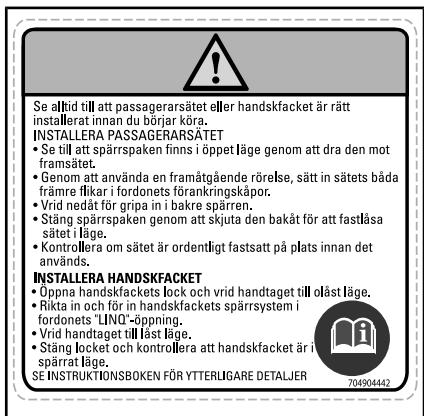 Se alltid till att passagerarsätet eller handskfacket är rätt
installerat innan du börjar köra.
INSTALLERA PASSAGERARSÄTET
• Se till att spärrspaken finns i öppet läge genom att dra den mot
framsätet.
• Genom att använda en framåtgående rörelse, sätt in sätets båda
främre flikar i fordonets förankringskåpor.
• Vrid nedåt for gripa in i bakre spärren.
• Stäng spärrspaken genom att skjuta den bakåt för att fastlåsa
sätet i läge.
• Kontrollera om sätet är ordentligt fastsatt på plats innan det
används.
INSTALLERA HANDSKFACKET
• Öppna handskfackets lock och vrid handtaget till olåst läge.
• Rikta in och för in handskfackets spärrsystem i
fordonets "LINQ"-öppning.
• Vrid handtaget till låst läge.
• Stäng locket och kontrollera att handskfacket är i
spärrat läge.
SE INSTRUKTIONSBOKEN FÖR YTTERLIGARE DETALJER
704904442